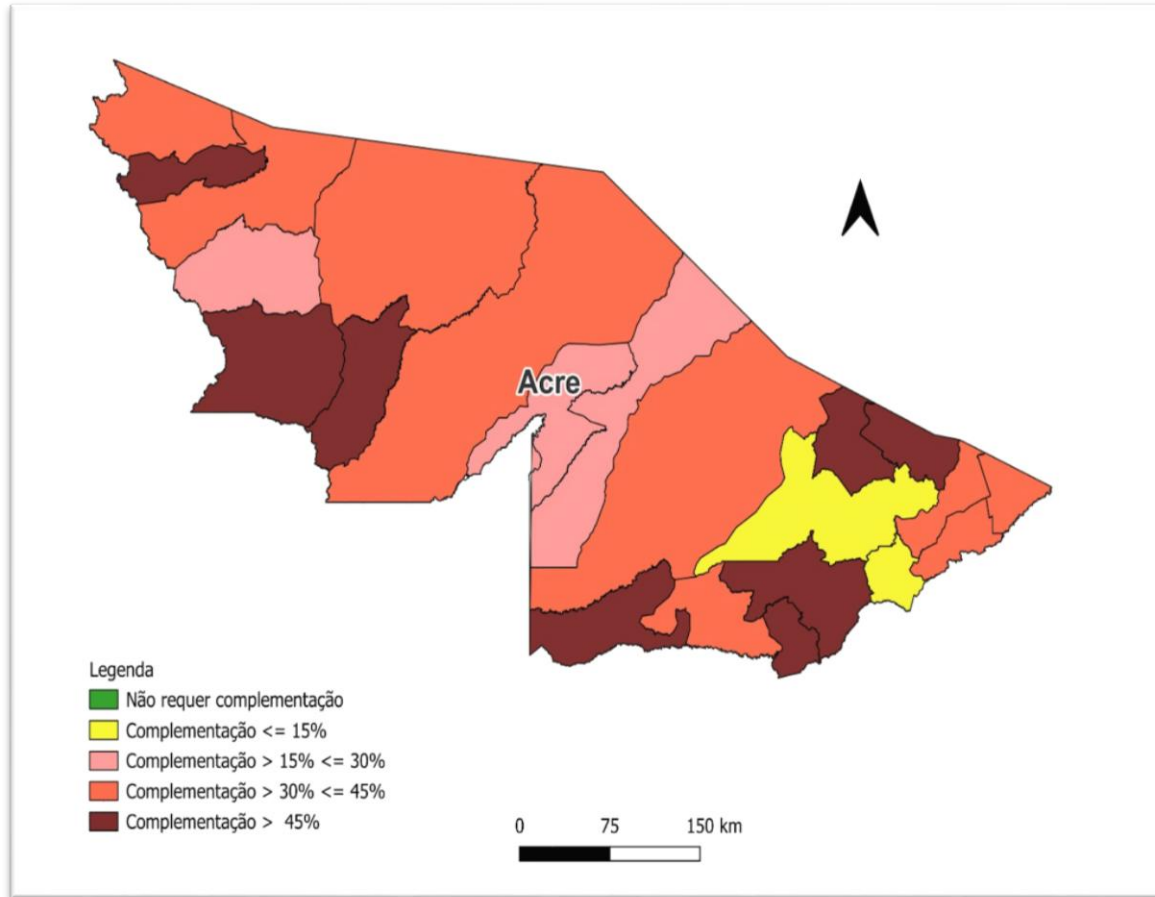 Acre
Legenda
Não requer complementação
Complementação <= 15%
Complementação > 15% <= 30%
Complementação > 30% <= 45%
Complementação > 45%
0 75 150 km